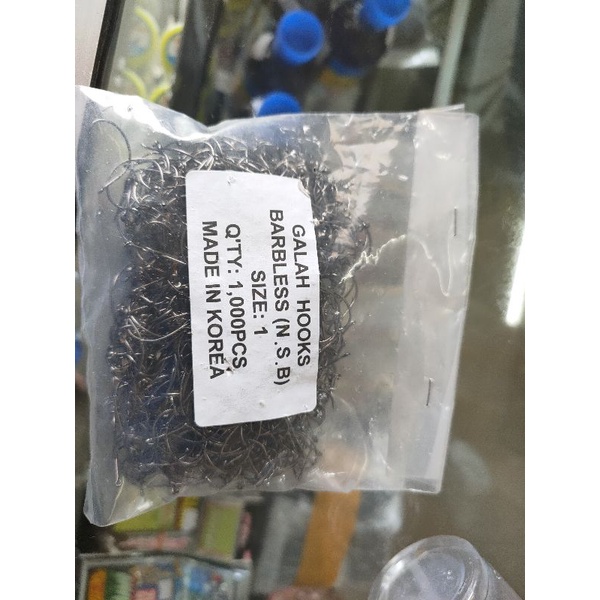 GALAH HOOKS
BARBLESS (N.S.B)
SIZE: 1
Q'TY: 1,000PCS
MADE IN KOREA